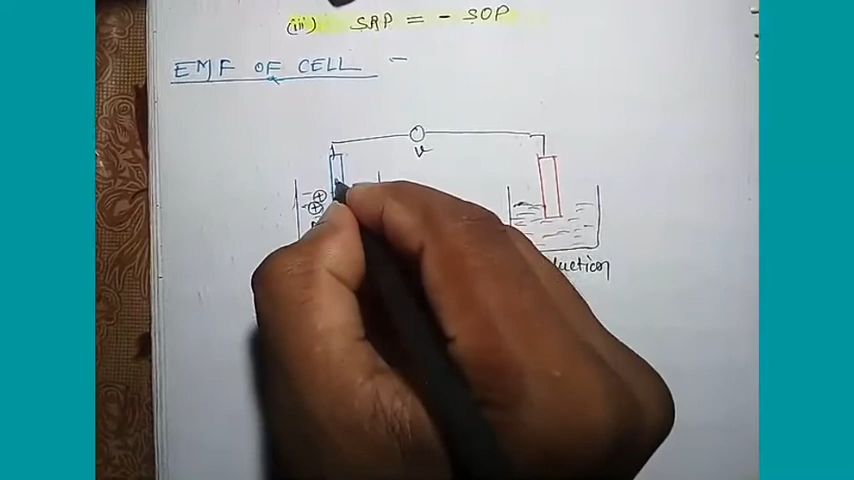 (iii) SRP = - SOP
EMF OF CELL -
V